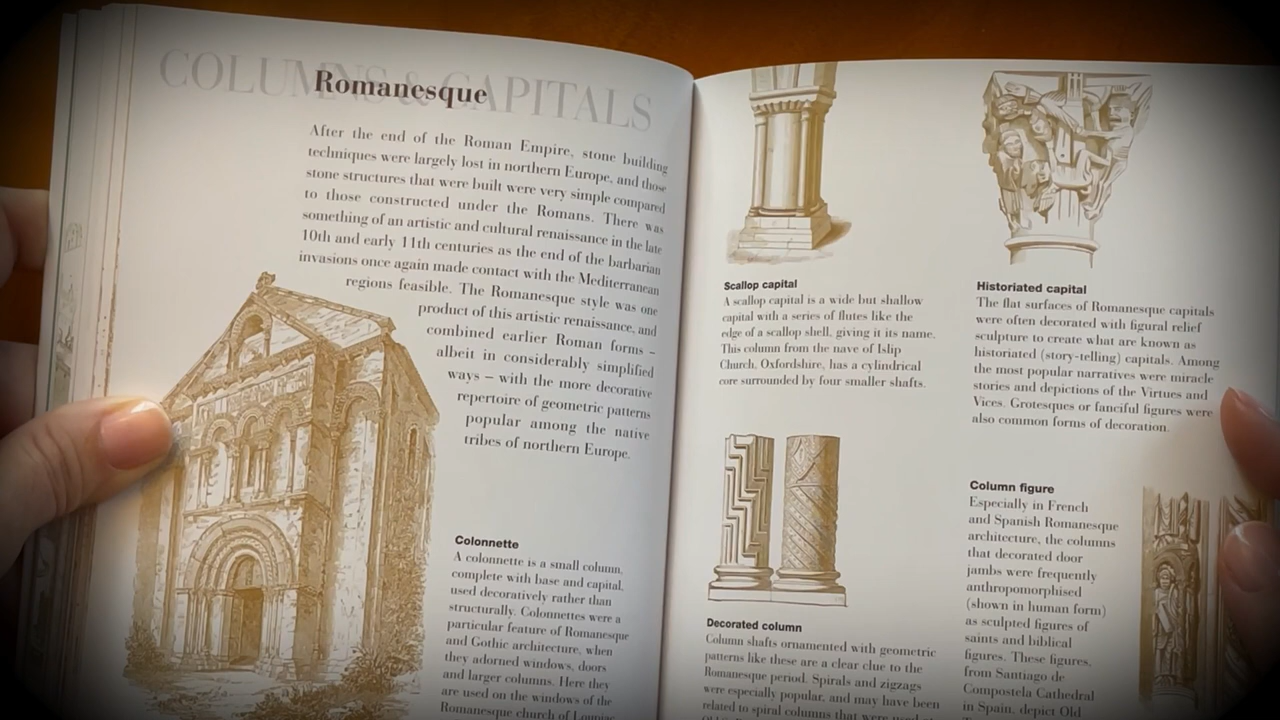 COLUMNS & CAPITALS
Romanesque
After the end of the Roman Empire, stone building
techniques were largely lost in northern Europe, and those
stone structures that were built were very simple compared
to those constructed under the Romans. There was
something of an artistic and cultural renaissance in the late
10th and early 11th centuries as the end of the barbarian
invasions once again made contact with the Mediterranean
regions feasible. The Romanesque style was one
product of this artistic renaissance, and
combined earlier Roman forms –
albeit in considerably simplified
ways – with the more decorative
repertoire of geometric patterns
popular among the native
tribes of northern Europe.
Colonnette
A colonnette is a small column,
complete with base and capital,
used decoratively rather than
structurally. Colonnettes were a
particular feature of Romanesque
and Gothic architecture, when
they adorned windows, doors
and larger columns. Here they
are used on the windows of the
Romanesque church of
Scallop capital
A scallop capital is a wide but shallow
capital with a series of flutes like the
edge of a scallop shell, giving it its name.
This column from the nave of Islip
Church, Oxfordshire, has a cylindrical
core surrounded by four smaller shafts.
Decorated column
Column shafts ornamented with geometric
patterns like these are a clear clue to the
Romanesque period. Spirals and zigzags
were especially popular, and may have been
related to spiral columns that were
Historiated capital
The flat surfaces of Romanesque capitals
were often decorated with figural relief
sculpture to create what are known as
historiated (story-telling) capitals. Among
the most popular narratives were miracle
stories and depictions of the Virtues and
Vices. Grotesques or fanciful figures were
also common forms of decoration.
Column figure
Especially in French
and Spanish Romanesque
architecture, the columns
that decorated door
jambs were frequently
anthropomorphised
(shown in human form)
as sculpted figures of
saints and biblical
figures. These figures,
from Santiago de
Compostela Cathedral
in Spain, depict Old